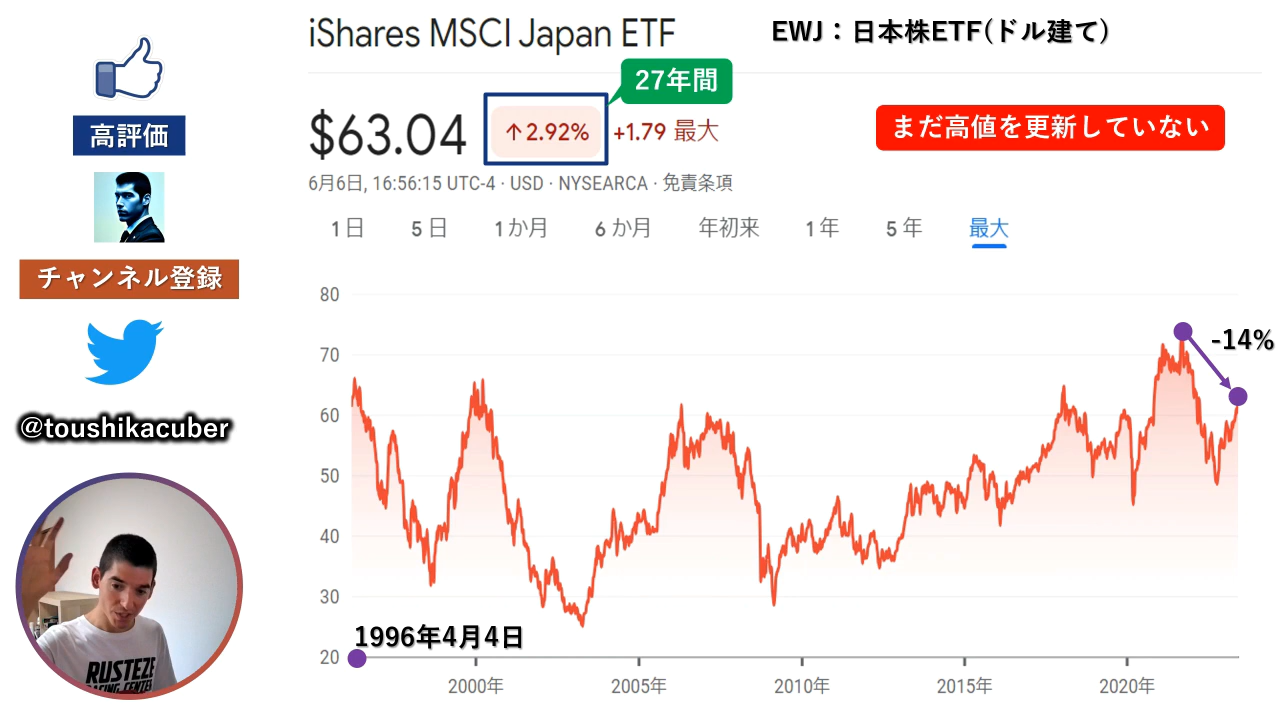 iShares MSCI Japan ETF
EWJ：日本株ETF(ドル建て)
27年間
$63.04
↑2.92%
+1.79 最大
まだ高値を更新していない
6月6日, 16:56:15 UTC-4 · USD · NYSEARCA · 免責条項
1日 5日 1か月 6か月 年初来 1年 5年 最大
高評価
チャンネル登録
@toushikacuber
80
70
60
50
40
30
20
-14%
1996年4月4日
2000年 2005年 2010年 2015年 2020年
RUSTEZE
RACING CENTER